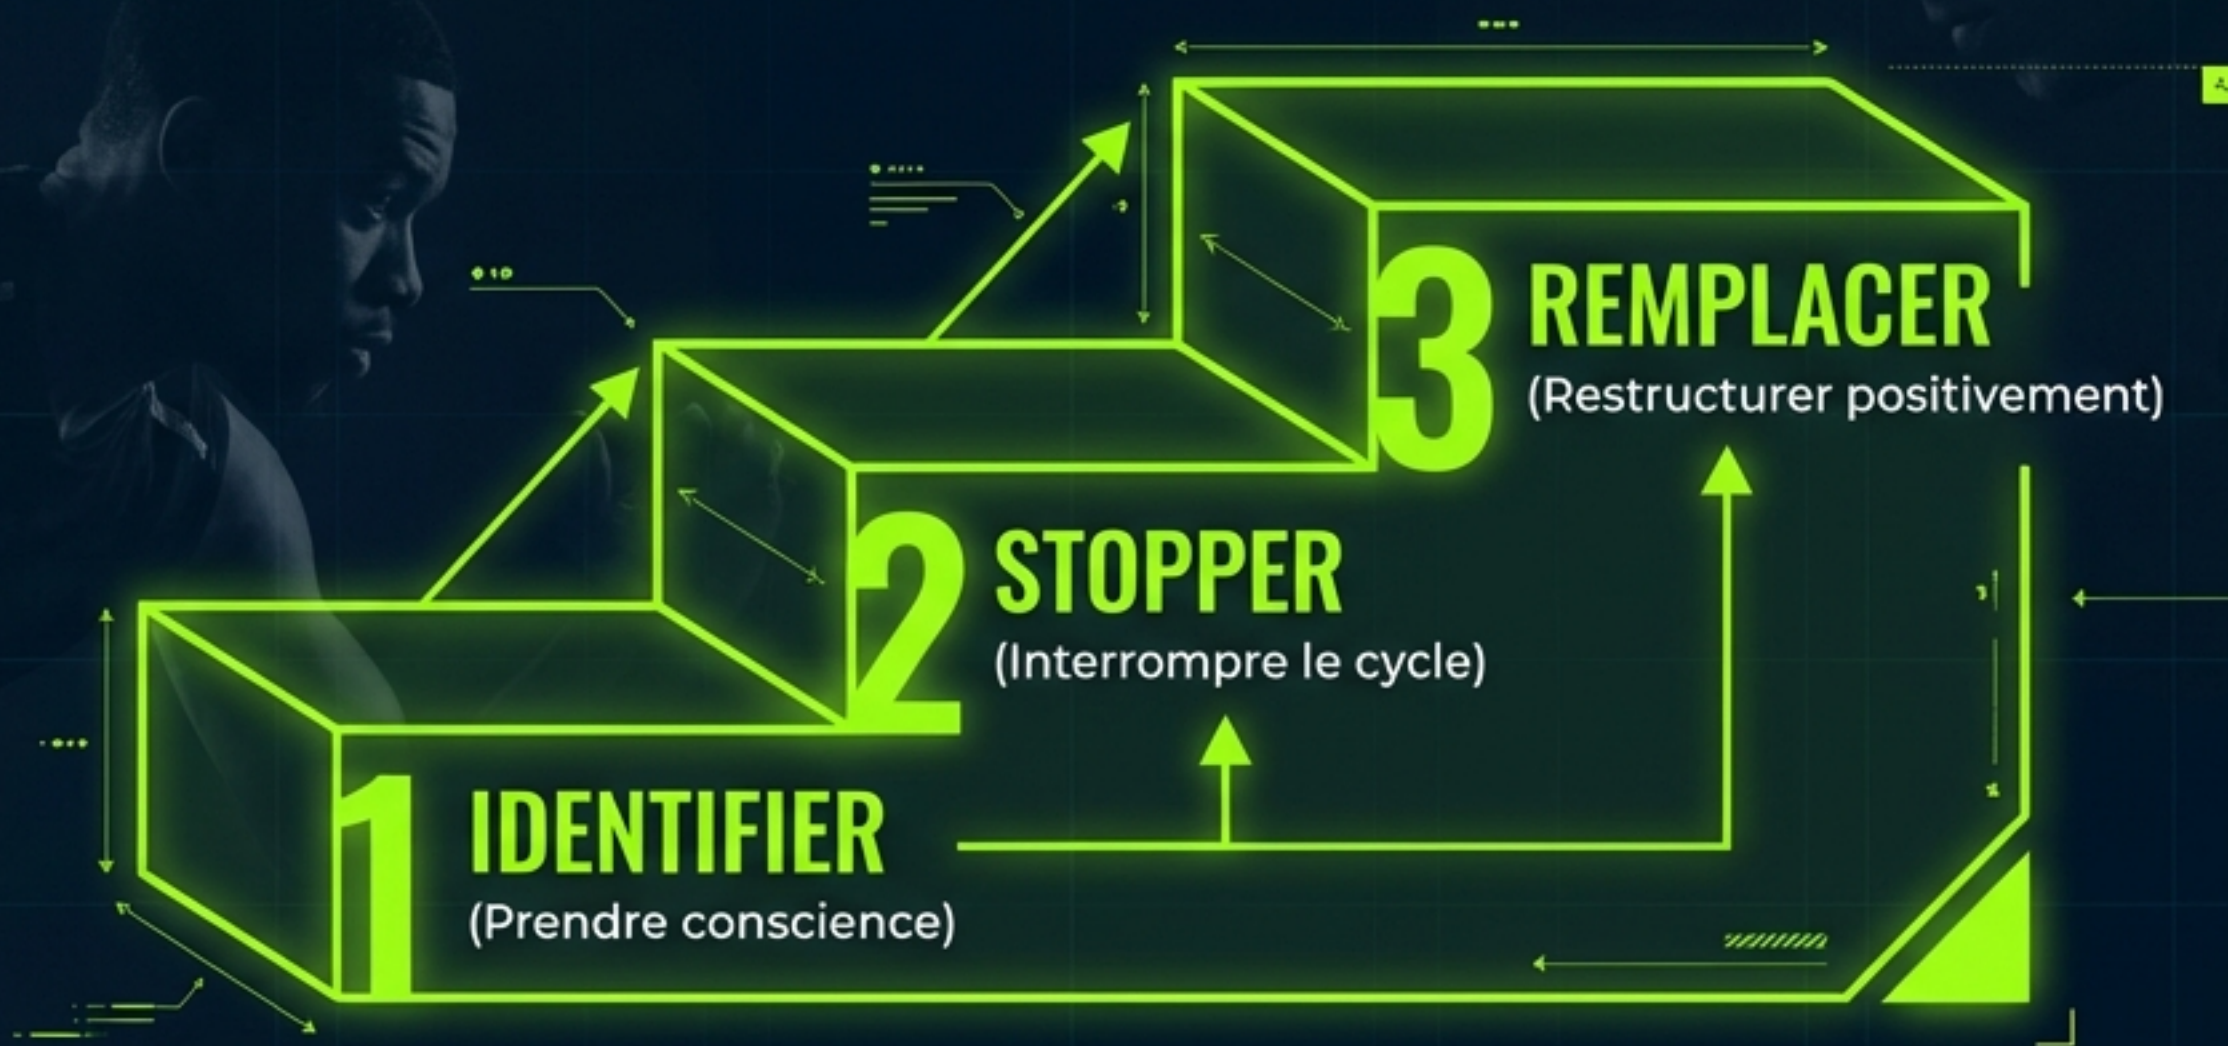 3 REMPLACER
(Restructurer positivement)
2 STOPPER
(Interrompre le cycle)
1 IDENTIFIER
(Prendre conscience)